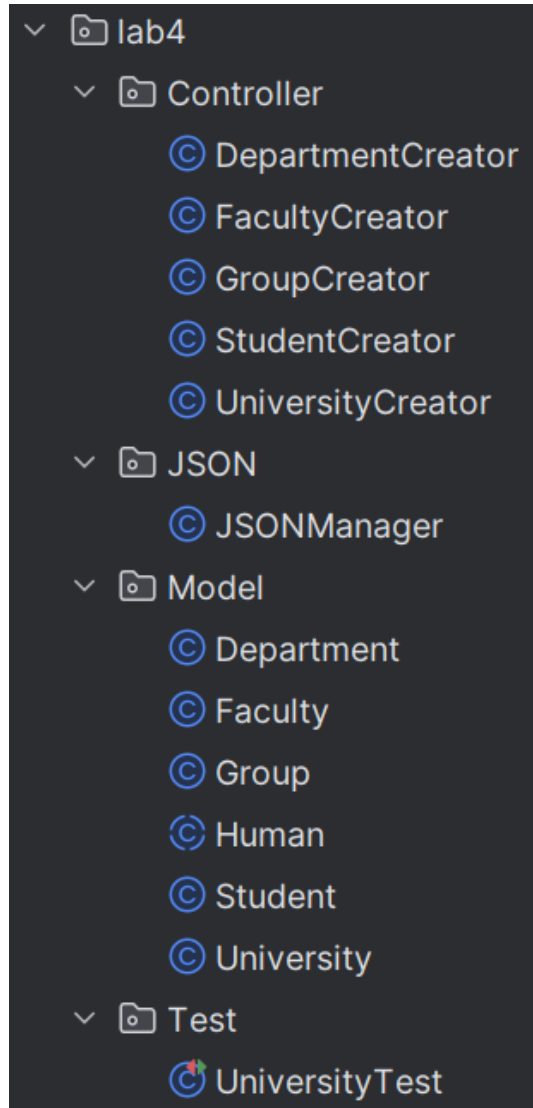 lab4
Controller
DepartmentCreator
FacultyCreator
GroupCreator
StudentCreator
UniversityCreator
JSON
JSONManager
Model
Department
Faculty
Group
Human
Student
University
Test
UniversityTest